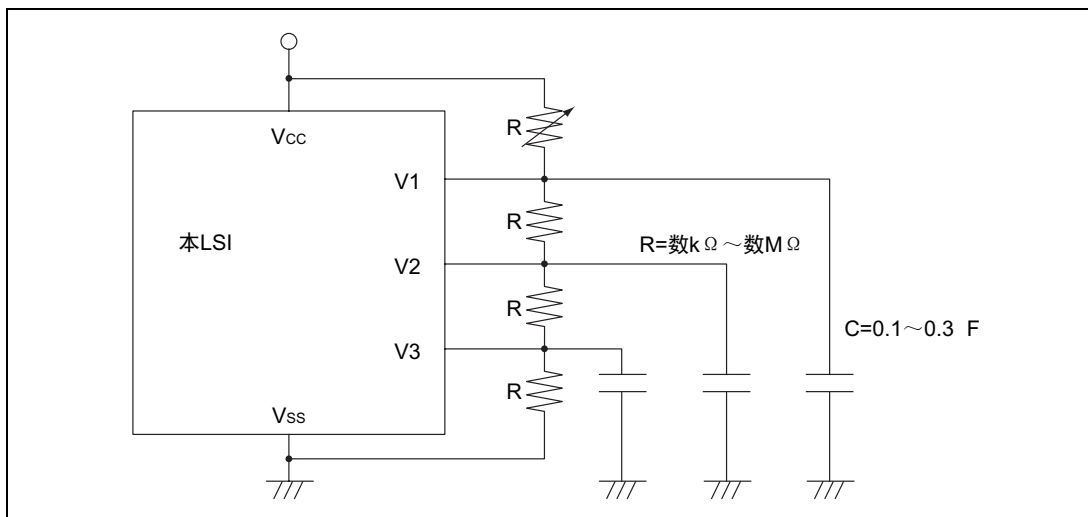 VCC
R
V1
R
本LSI
R=数kΩ～数MΩ
V2
R
C=0.1～0.3 F
V3
R
VSS